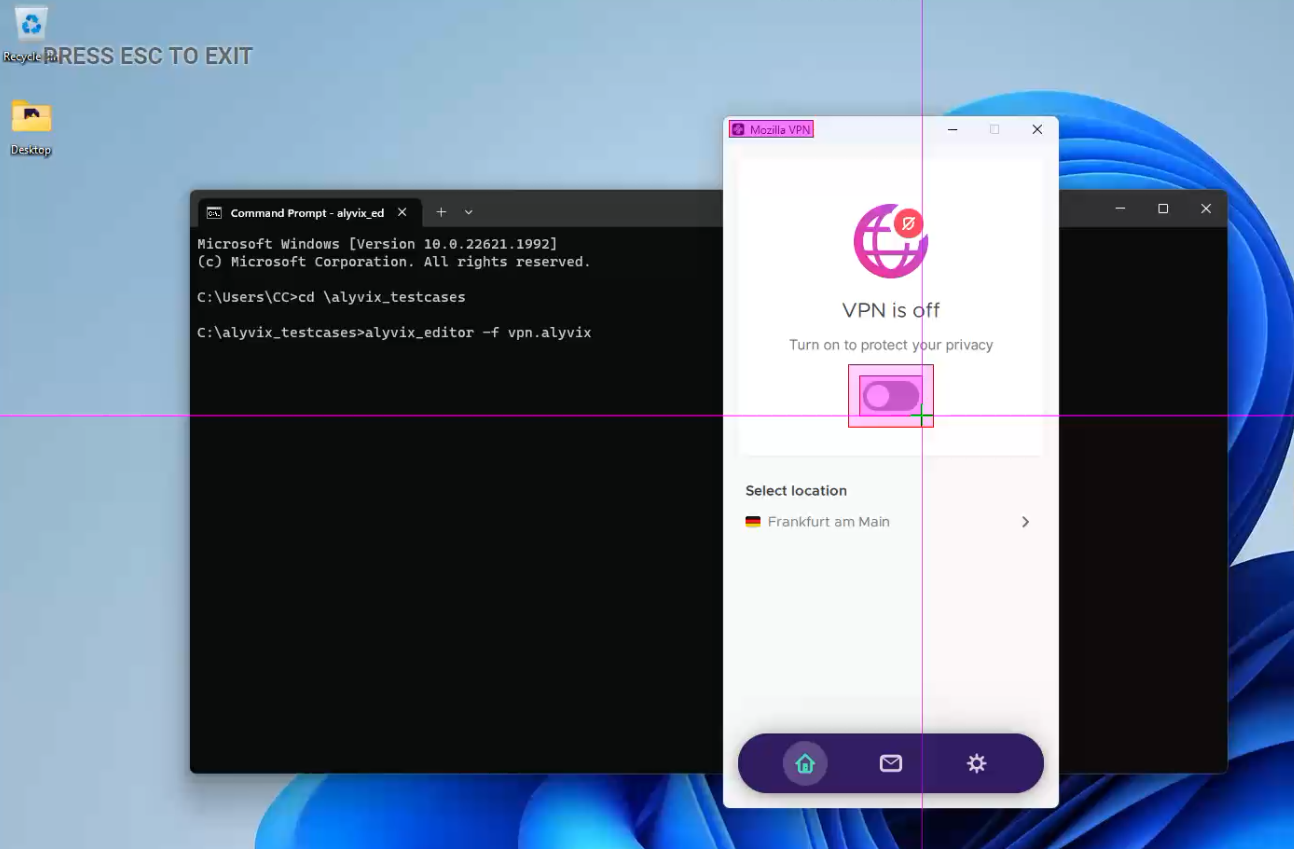 PRESS ESC TO EXIT
Recycle Bin
Desktop
Mozilla VPN
Command Prompt - alyvix_ed
Microsoft Windows [Version 10.0.22621.1992]
(c) Microsoft Corporation. All rights reserved.
C:\Users\CC>cd \alyvix_testcases
C:\alyvix_testcases>alyvix_editor -f vpn.alyvix
VPN is off
Turn on to protect your privacy
Select location
Frankfurt am Main